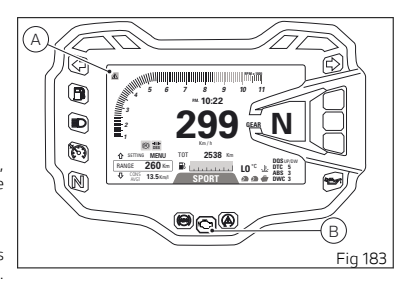 A
RPM x 1000
1 2 3 4 5 6 7 8 9 10 11
PM 10:22
299
Km/h
GEAR N
SETTING MENU
RANGE 260 Km
CONS. AVG 13.5 Km/l
TOT 2538 Km
SPORT
LO °C
DQS UP/DW
DTC 5
ABS 3
DWC 3
N
B
Fig 183
s
.